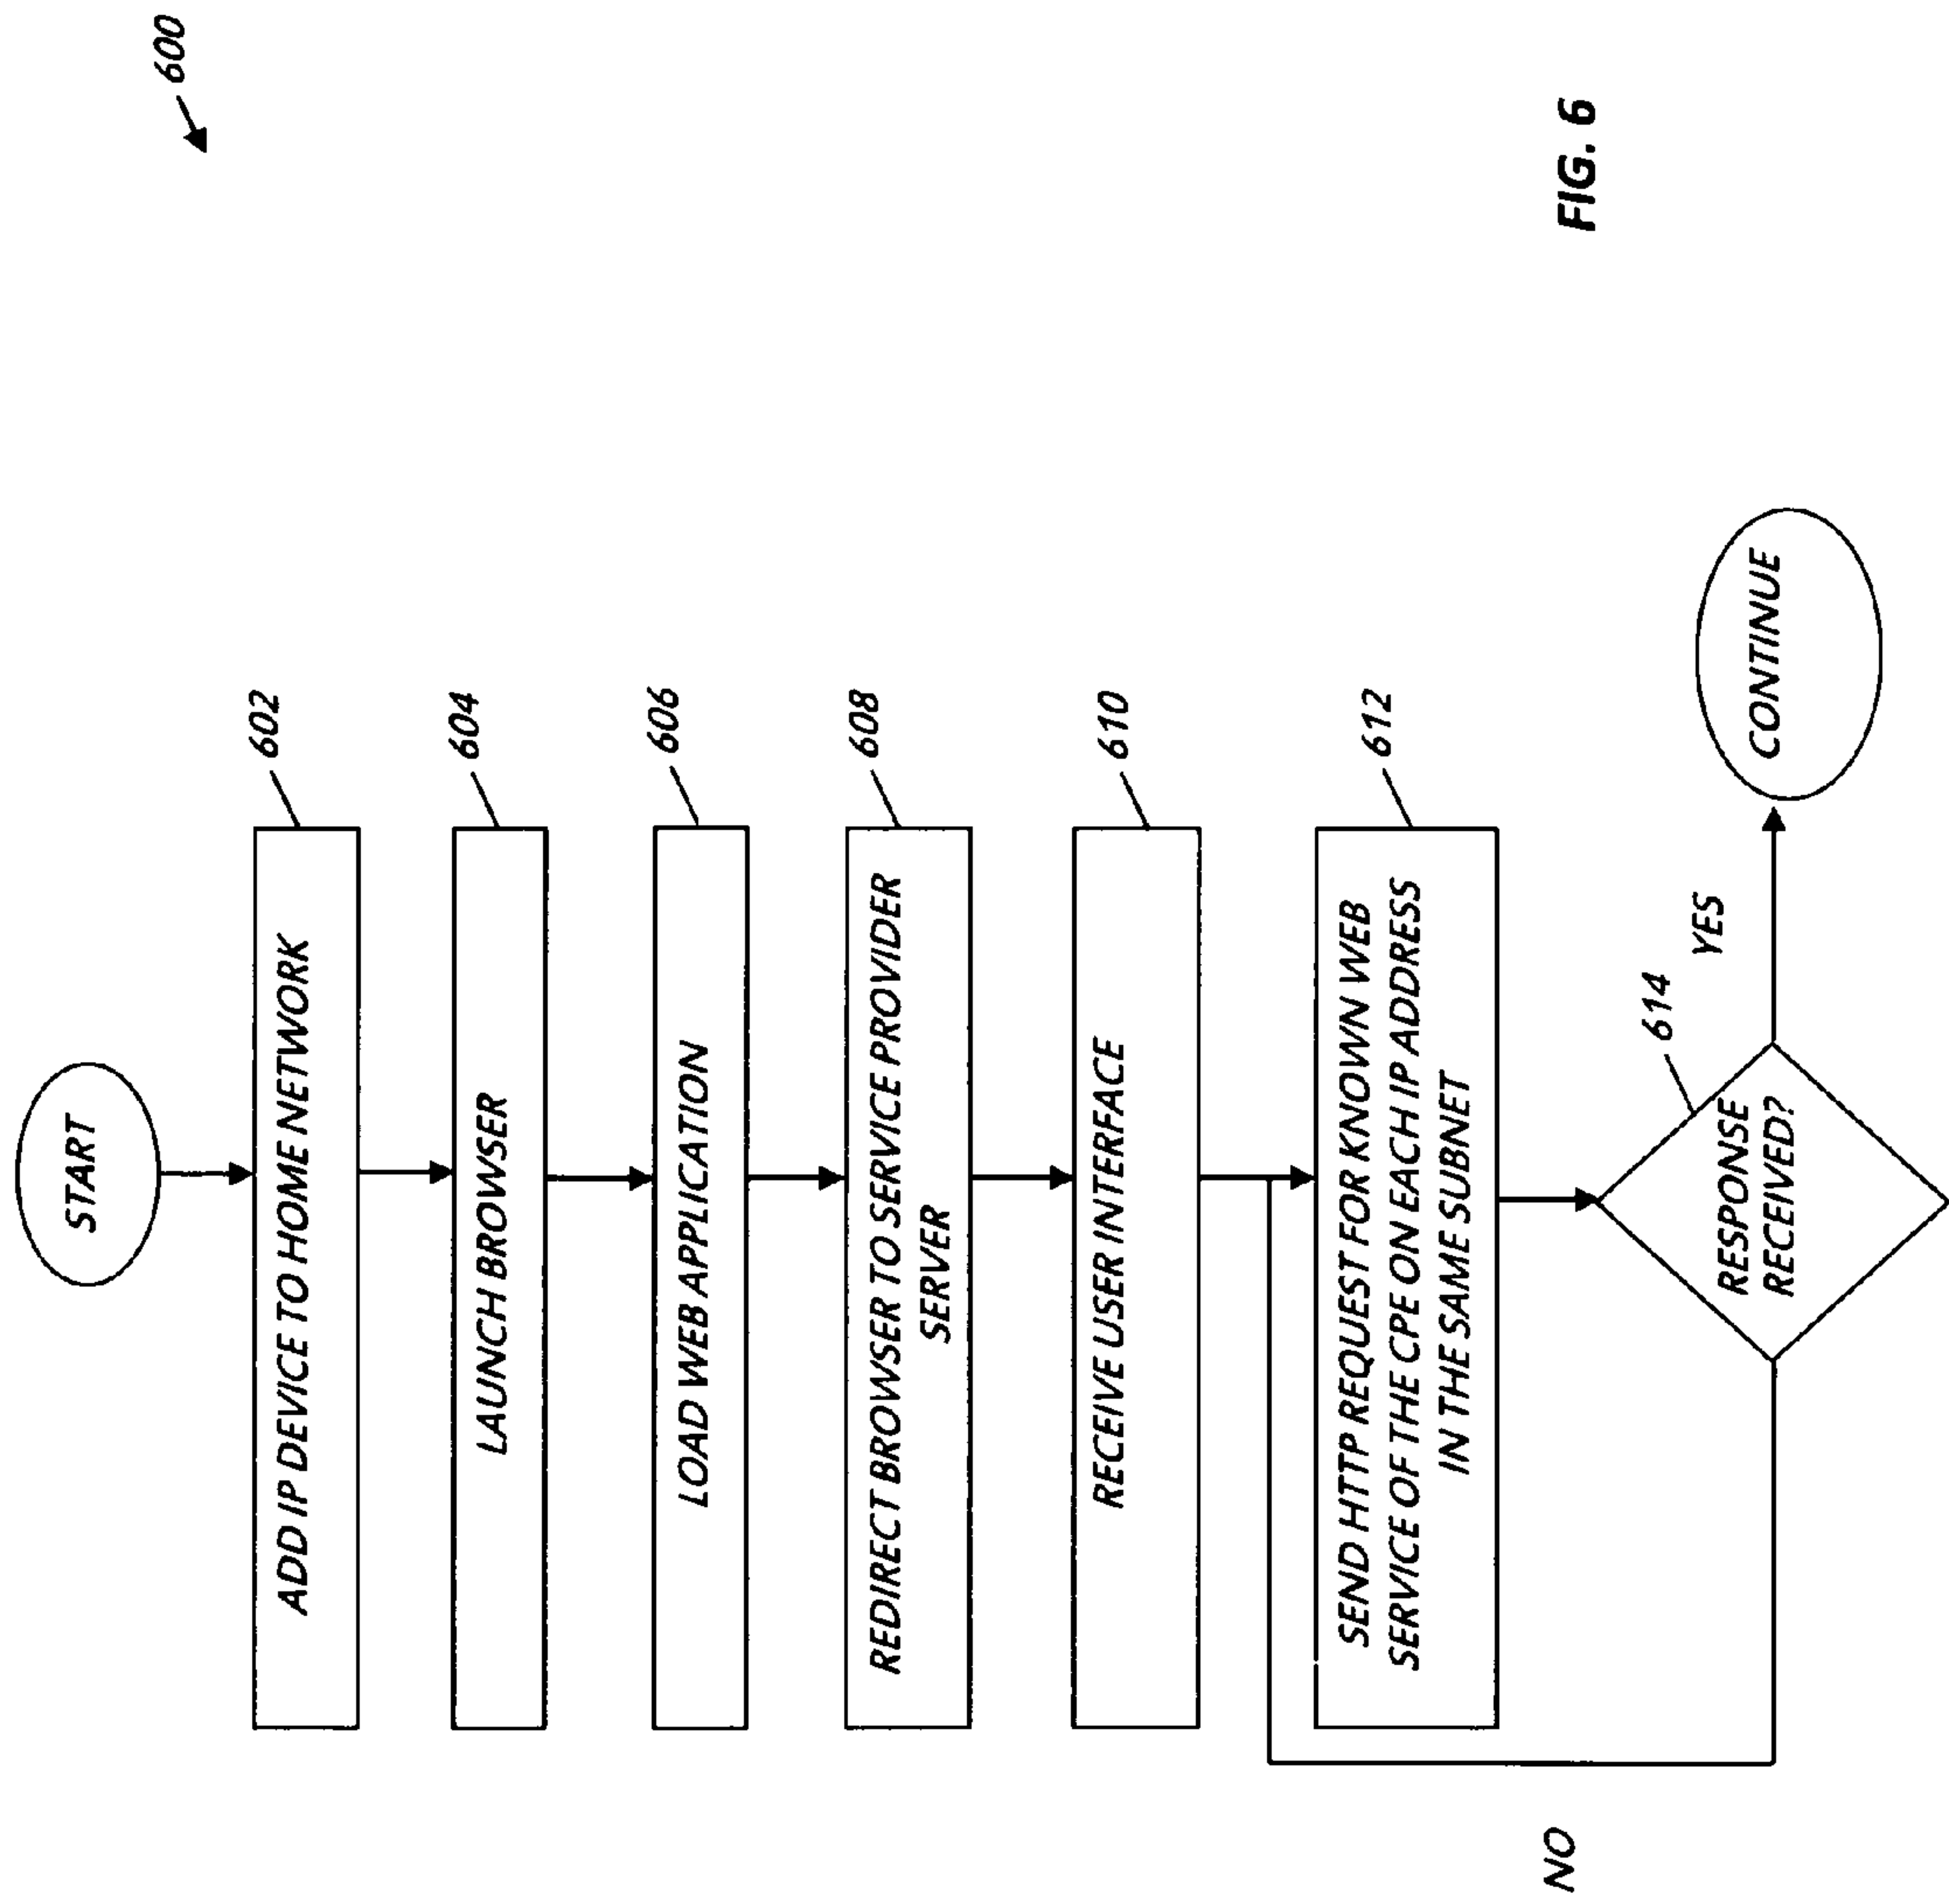 600
START
602
ADD IP DEVICE TO HOME NETWORK
604
LAUNCH BROWSER
606
LOAD WEB APPLICATION
608
REDIRECT BROWSER TO SERVICE PROVIDER
SERVER
610
RECEIVE USER INTERFACE
612
SEND HTTP REQUEST FOR KNOWN WEB
SERVICE OF THE CPE ON EACH IP ADDRESS
IN THE SAME SUBNET
614
RESPONSE
RECEIVED?
YES
CONTINUE
NO
FIG. 6